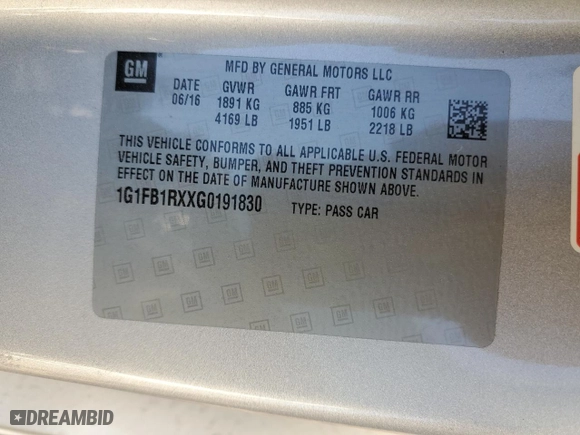 GM
MFD BY GENERAL MOTORS LLC
DATE GVWR GAWR FRT GAWR RR
06/16 1891 KG 885 KG 1006 KG
4169 LB 1951 LB 2218 LB
THIS VEHICLE CONFORMS TO ALL APPLICABLE U.S. FEDERAL MOTOR
VEHICLE SAFETY, BUMPER, AND THEFT PREVENTION STANDARDS IN
EFFECT ON THE DATE OF MANUFACTURE SHOWN ABOVE.
1G1FB1RXXG0191830 TYPE: PASS CAR
DREAMBID